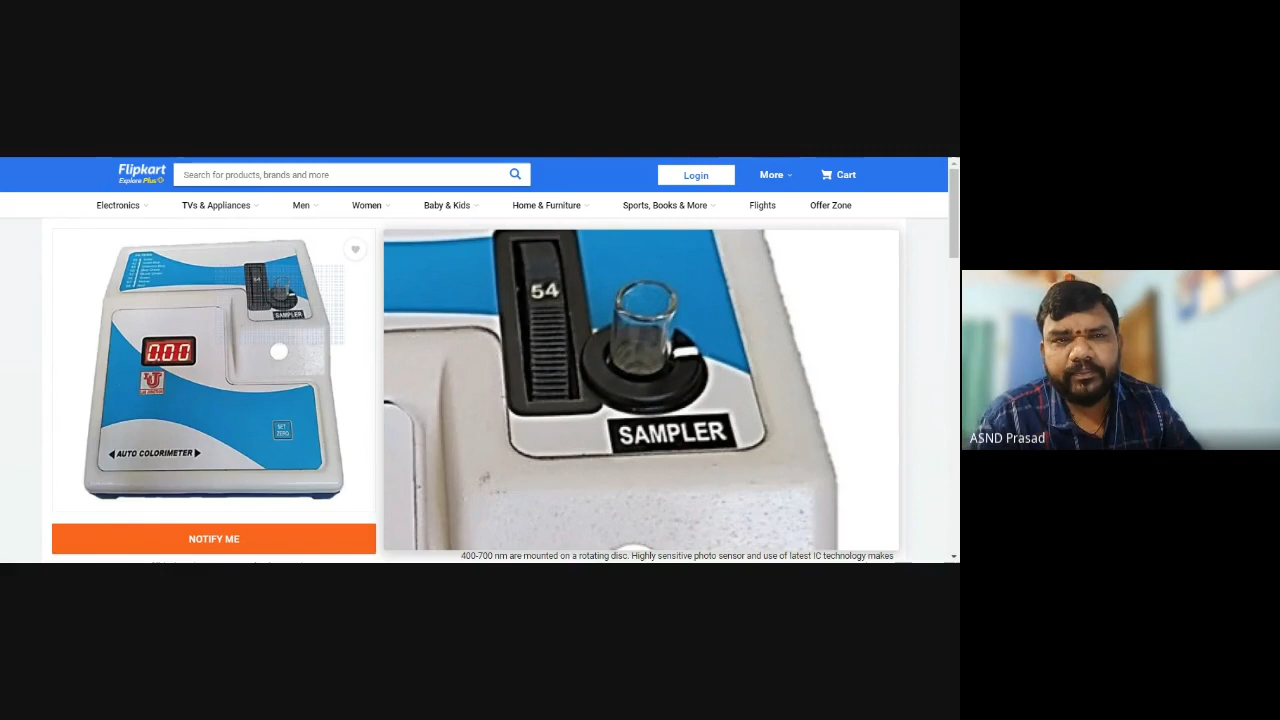 Flipkart
Explore Plus
Search for products, brands and more
Login
More
Cart
Electronics
TVs & Appliances
Men
Women
Baby & Kids
Home & Furniture
Sports, Books & More
Flights
Offer Zone
SAMPLER
0.00
SET
ZERO
AUTO COLORIMETER
54
SAMPLER
NOTIFY ME
400-700 nm are mounted on a rotating disc. Highly sensitive photo sensor and use of latest IC technology makes
ASND Prasad